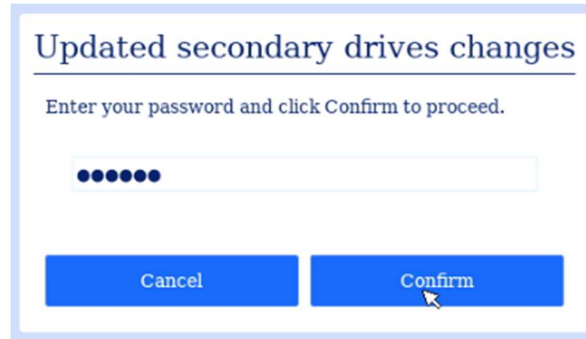 Updated secondary drives changes
Enter your password and click Confirm to proceed.
●●●●●●
Cancel
Confirm